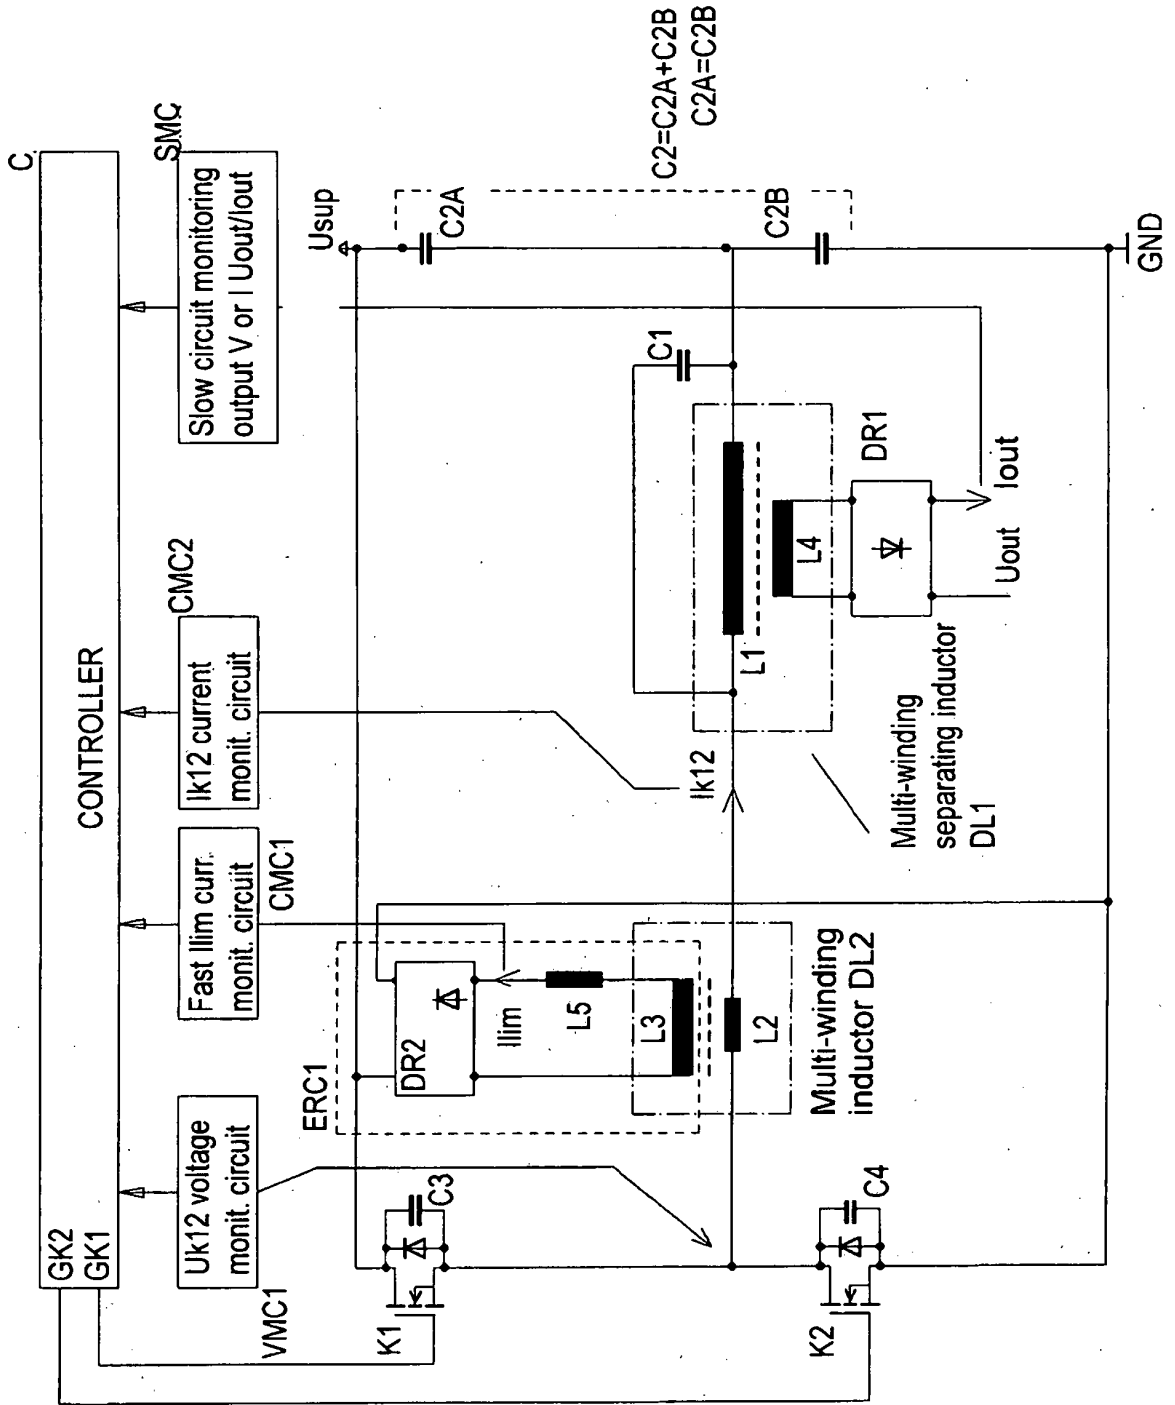 C
CONTROLLER
GK2
GK1
Uk12 voltage
monit. circuit
VMC1
Fast Ilim curr.
monit. circuit
CMC1
Ik12 current
monit. circuit
CMC2
Slow circuit monitoring
output V or I Uout/Iout
SMC
ERC1
DR2
Ilim
L5
L3
L2
Multi-winding
inductor DL2
K1
C3
K2
C4
Ik12
L1
C1
L4
DR1
Uout
Iout
Multi-winding
separating inductor
DL1
Usup
C2A
C2B
C2=C2A+C2B
C2A=C2B
GND